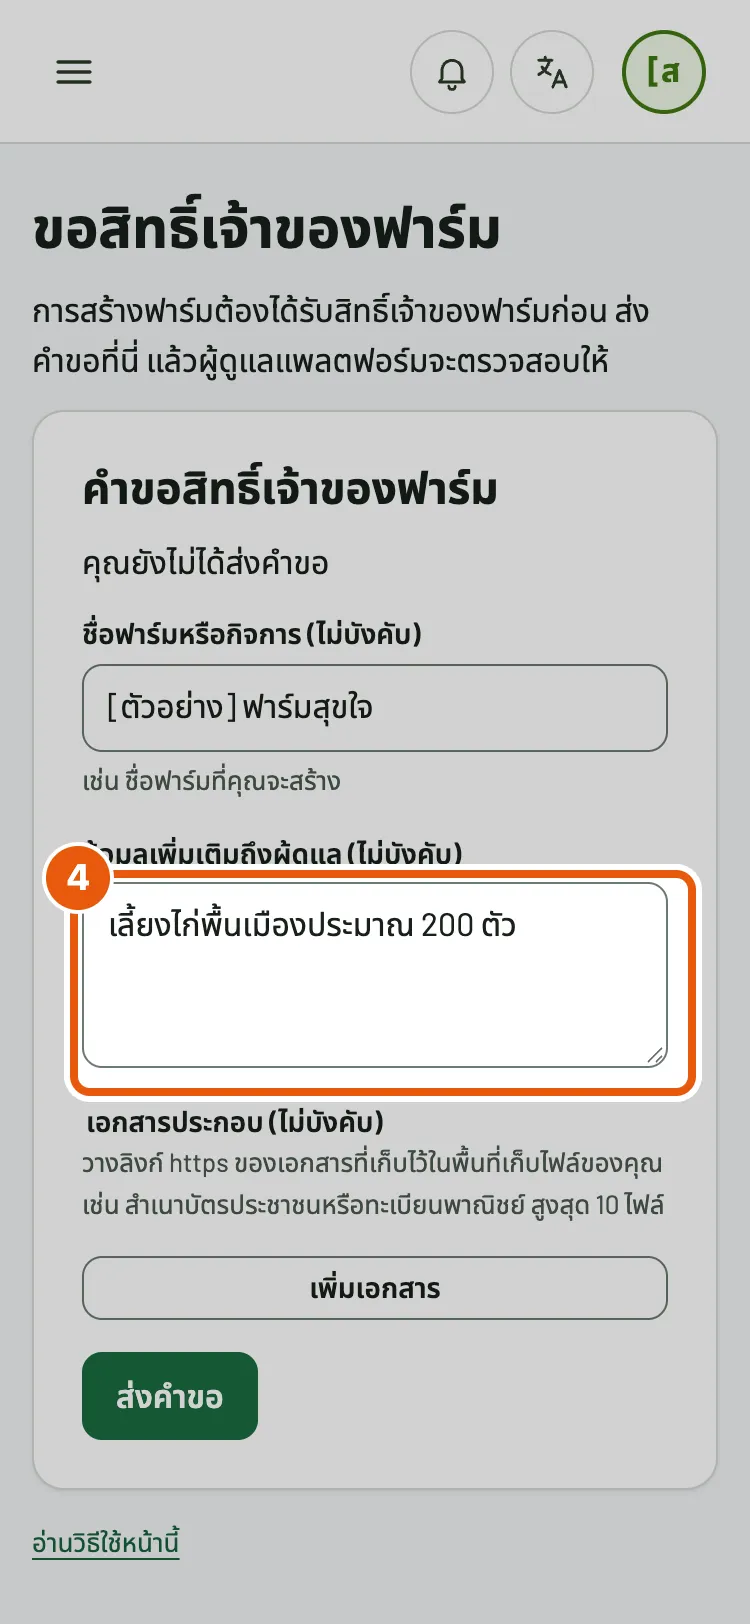 [ส
ขอสิทธิ์เจ้าของฟาร์ม
การสร้างฟาร์มต้องได้รับสิทธิ์เจ้าของฟาร์มก่อน ส่ง
คำขอที่นี่ แล้วผู้ดูแลแพลตฟอร์มจะตรวจสอบให้
คำขอสิทธิ์เจ้าของฟาร์ม
คุณยังไม่ได้ส่งคำขอ
ชื่อฟาร์มหรือกิจการ (ไม่บังคับ)
[ตัวอย่าง] ฟาร์มสุขใจ
เช่น ชื่อฟาร์มที่คุณจะสร้าง
ข้อมูลเพิ่มเติมถึงผู้ดูแล (ไม่บังคับ)
4
เลี้ยงไก่พื้นเมืองประมาณ 200 ตัว
เอกสารประกอบ (ไม่บังคับ)
วางลิงก์ https ของเอกสารที่เก็บไว้ในพื้นที่เก็บไฟล์ของคุณ
เช่น สำเนาบัตรประชาชนหรือทะเบียนพาณิชย์ สูงสุด 10 ไฟล์
เพิ่มเอกสาร
ส่งคำขอ
อ่านวิธีใช้หน้านี้